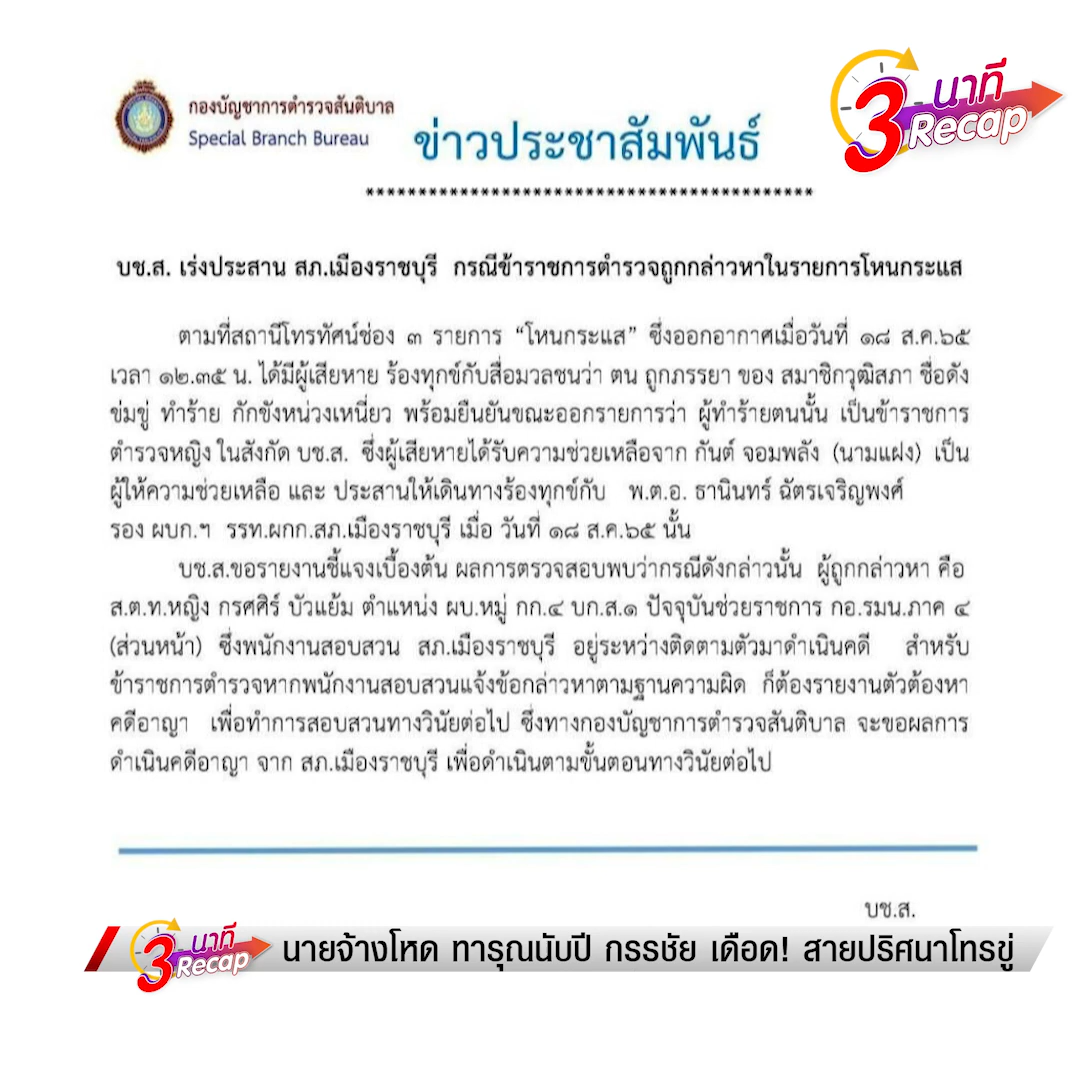 3 นาที
Recap
กองบัญชาการตำรวจสันติบาล
Special Branch Bureau
ข่าวประชาสัมพันธ์
*******************************************
บช.ส. เร่งประสาน สภ.เมืองราชบุรี กรณีข้าราชการตำรวจถูกกล่าวหาในรายการโหนกระแส
ตามที่สถานีโทรทัศน์ช่อง ๓ รายการ “โหนกระแส” ซึ่งออกอากาศเมื่อวันที่ ๑๘ ส.ค.๖๕
เวลา ๑๒.๓๕ น. ได้มีผู้เสียหาย ร้องทุกข์กับสื่อมวลชนว่า ตน ถูกภรรยา ของ สมาชิกวุฒิสภา ชื่อดัง
ข่มขู่ ทำร้าย กักขังหน่วงเหนี่ยว พร้อมยืนยันขณะออกรายการว่า ผู้ทำร้ายตนนั้น เป็นข้าราชการ
ตำรวจหญิง ในสังกัด บช.ส. ซึ่งผู้เสียหายได้รับความช่วยเหลือจาก กันต์ จอมพลัง (นามแฝง) เป็น
ผู้ให้ความช่วยเหลือ และ ประสานให้เดินทางร้องทุกข์กับ พ.ต.อ. ธานินทร์ ฉัตรเจริญพงศ์
รอง ผบก.ฯ รรท.ผกก.สภ.เมืองราชบุรี เมื่อ วันที่ ๑๘ ส.ค.๖๕ นั้น
บช.ส.ขอรายงานชี้แจงเบื้องต้น ผลการตรวจสอบพบว่ากรณีดังกล่าวนั้น ผู้ถูกกล่าวหา คือ
ส.ต.ท.หญิง กรศศิร์ บัวแย้ม ตำแหน่ง ผบ.หมู่ กก.๔ บก.ส.๑ ปัจจุบันช่วยราชการ กอ.รมน.ภาค ๔
(ส่วนหน้า) ซึ่งพนักงานสอบสวน สภ.เมืองราชบุรี อยู่ระหว่างติดตามตัวมาดำเนินคดี สำหรับ
ข้าราชการตำรวจหากพนักงานสอบสวนแจ้งข้อกล่าวหาตามฐานความผิด ก็ต้องรายงานตัวต้องหา
คดีอาญา เพื่อทำการสอบสวนทางวินัยต่อไป ซึ่งทางกองบัญชาการตำรวจสันติบาล จะขอผลการ
ดำเนินคดีอาญา จาก สภ.เมืองราชบุรี เพื่อดำเนินตามขั้นตอนทางวินัยต่อไป
บช.ส.
3 นาที
Recap
นายจ้างโหด ทารุณนับปี กรรชัย เดือด! สายปริศนาโทรขู่